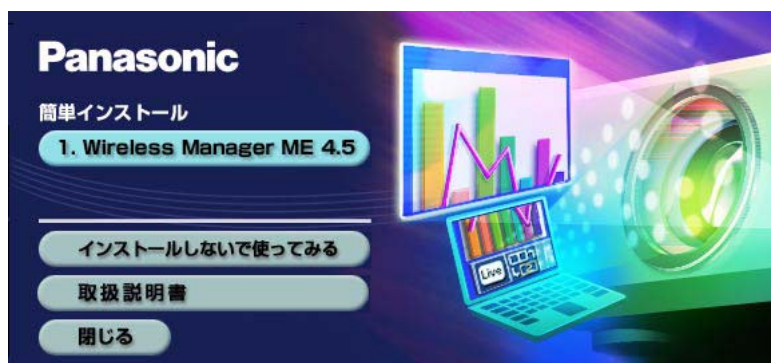 Panasonic
簡単インストール
1. Wireless Manager ME 4.5
インストールしないで使ってみる
取扱説明書
閉じる
Live